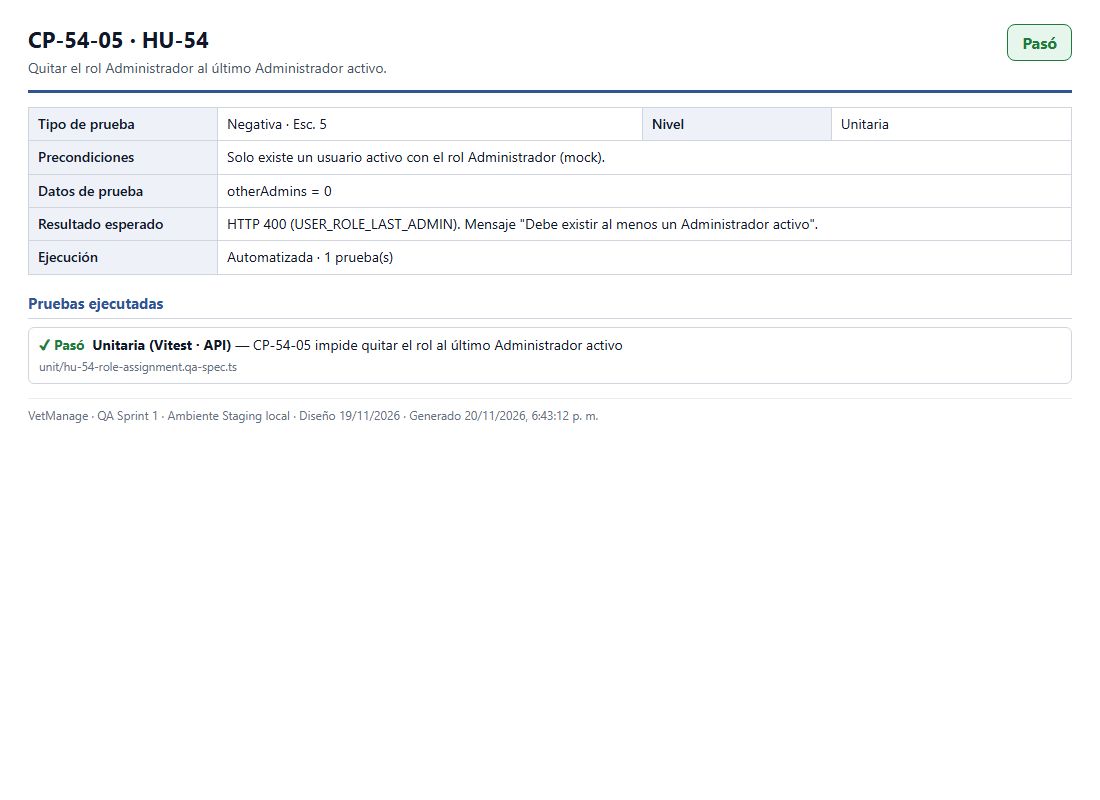 CP-54-05 · HU-54
Pasó
Quitar el rol Administrador al último Administrador activo.
Tipo de prueba Negativa · Esc. 5 Nivel Unitaria
Precondiciones Solo existe un usuario activo con el rol Administrador (mock).
Datos de prueba otherAdmins = 0
Resultado esperado HTTP 400 (USER_ROLE_LAST_ADMIN). Mensaje "Debe existir al menos un Administrador activo".
Ejecución Automatizada · 1 prueba(s)
Pruebas ejecutadas
✓ Pasó Unitaria (Vitest · API) — CP-54-05 impide quitar el rol al último Administrador activo
unit/hu-54-role-assignment.qa-spec.ts
VetManage · QA Sprint 1 · Ambiente Staging local · Diseño 19/11/2026 · Generado 20/11/2026, 6:43:12 p. m.